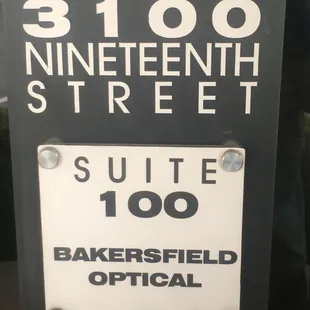 3100
NINETEENTH
STREET
SUITE
100
BAKERSFIELD
OPTICAL